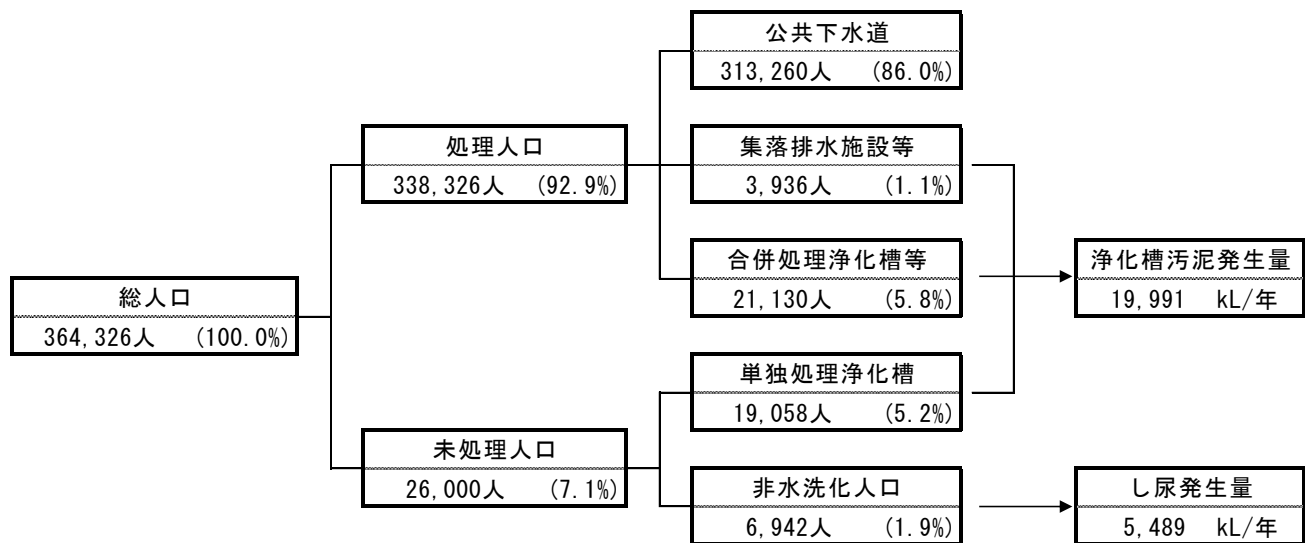 公共下水道
313,260人 (86.0%)
処理人口
338,326人 (92.9%)
集落排水施設等
3,936人 (1.1%)
合併処理浄化槽等
21,130人 (5.8%)
浄化槽汚泥発生量
19,991 kL/年
総人口
364,326人 (100.0%)
単独処理浄化槽
19,058人 (5.2%)
未処理人口
26,000人 (7.1%)
非水洗化人口
6,942人 (1.9%)
し尿発生量
5,489 kL/年